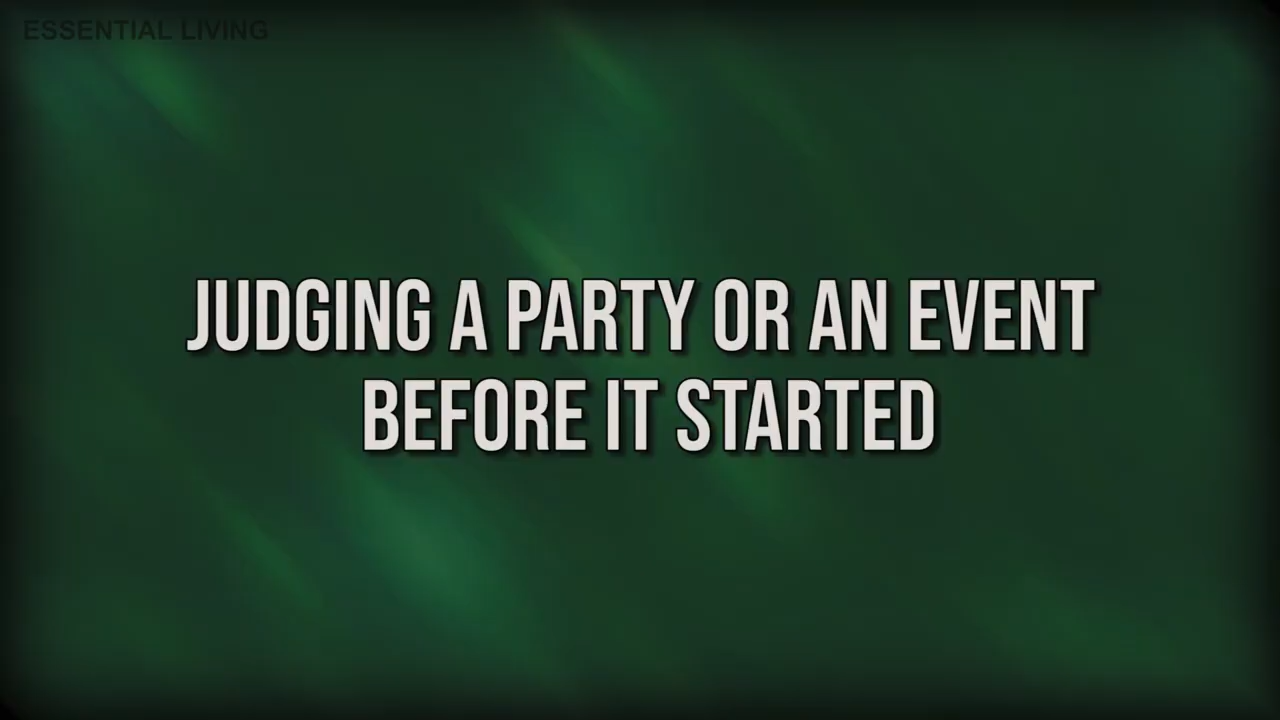 ESSENTIAL LIVING
JUDGING A PARTY OR AN EVENT
BEFORE IT STARTED